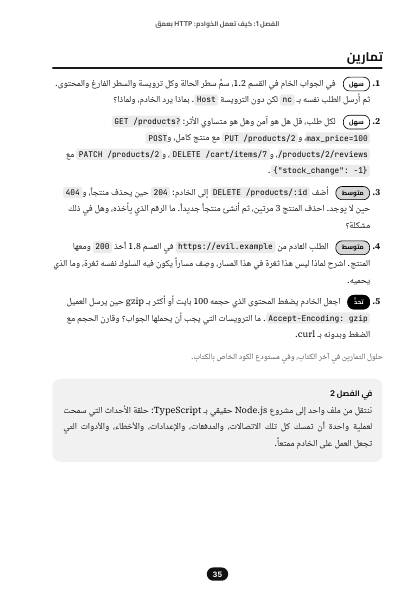 الفصل 1: كيف تعمل الخوادم: HTTP بعمق
تمارين
1. سهل في الجواب الخام في القسم 1.2، سمِّ سطر الحالة وكل ترويسة والسطر الفارغ والمحتوى.
ثم أرسل الطلب نفسه بـ nc لكن دون الترويسة Host. بماذا يرد الخادم، ولماذا؟
2. سهل لكل طلب، قل هل هو آمن وهل هو متساوي الأثر: GET /products?
max_price=100، و PUT /products/2 مع منتج كامل، وPOST
/products/2/reviews، و DELETE /cart/items/7، و PATCH /products/2 مع
{"stock_change": -1}.
3. متوسط أضف DELETE /products/:id إلى الخادم: 204 حين يحذف منتجاً، و 404
حين لا يوجد. احذف المنتج 3 مرتين، ثم أنشئ منتجاً جديداً. ما الرقم الذي يأخذه، وهل في ذلك
مشكلة؟
4. متوسط الطلب القادم من https://evil.example في القسم 1.8 أخذ 200 ومعها
المنتج. اشرح لماذا ليس هذا ثغرة في هذا المسار، وصِف مساراً يكون فيه السلوك نفسه ثغرة، وما الذي
يحميه.
5. تحدٍّ اجعل الخادم يضغط المحتوى الذي حجمه 100 بايت أو أكثر بـ gzip حين يرسل العميل
Accept-Encoding: gzip. ما الترويسات التي يجب أن يحملها الجواب؟ وقارن الحجم مع
الضغط وبدونه بـ curl.
حلول التمارين في آخر الكتاب، وفي مستودع الكود الخاص بالكتاب.
في الفصل 2
ننتقل من ملف واحد إلى مشروع Node.js حقيقي بـ TypeScript: حلقة الأحداث التي سمحت
لعملية واحدة أن تمسك كل تلك الاتصالات، والدفعات، والإعدادات، والأخطاء، والأدوات التي
تجعل العمل على الخادم ممتعاً.
35